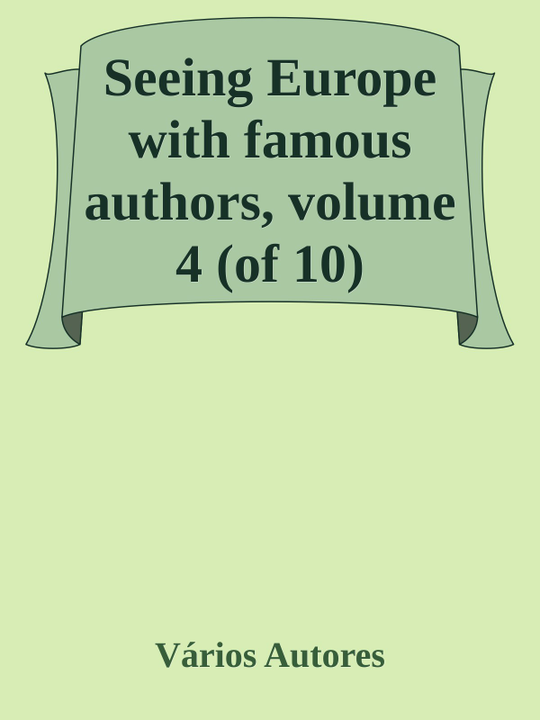 Seeing Europe
with famous
authors, volume
4 (of 10)
Vários Autores